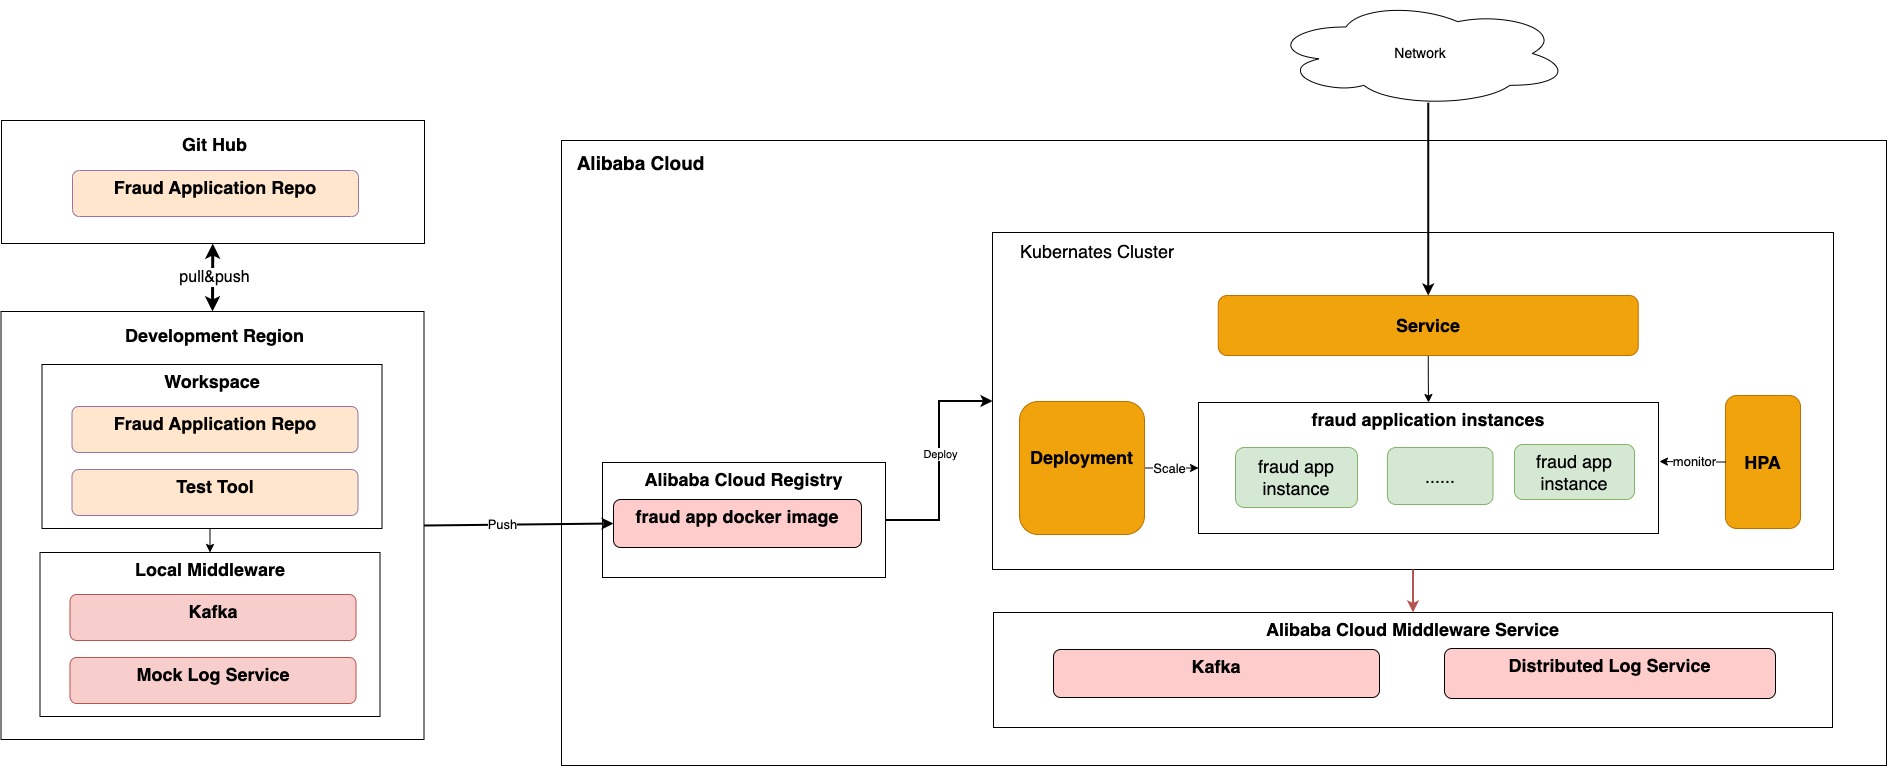 Network
Git Hub
Fraud Application Repo
pull&push
Development Region
Workspace
Fraud Application Repo
Test Tool
Local Middleware
Kafka
Mock Log Service
Push
Alibaba Cloud
Alibaba Cloud Registry
fraud app docker image
Deploy
Kubernates Cluster
Service
Deployment
Scale
fraud application instances
fraud app
instance
......
fraud app
instance
monitor
HPA
Alibaba Cloud Middleware Service
Kafka
Distributed Log Service